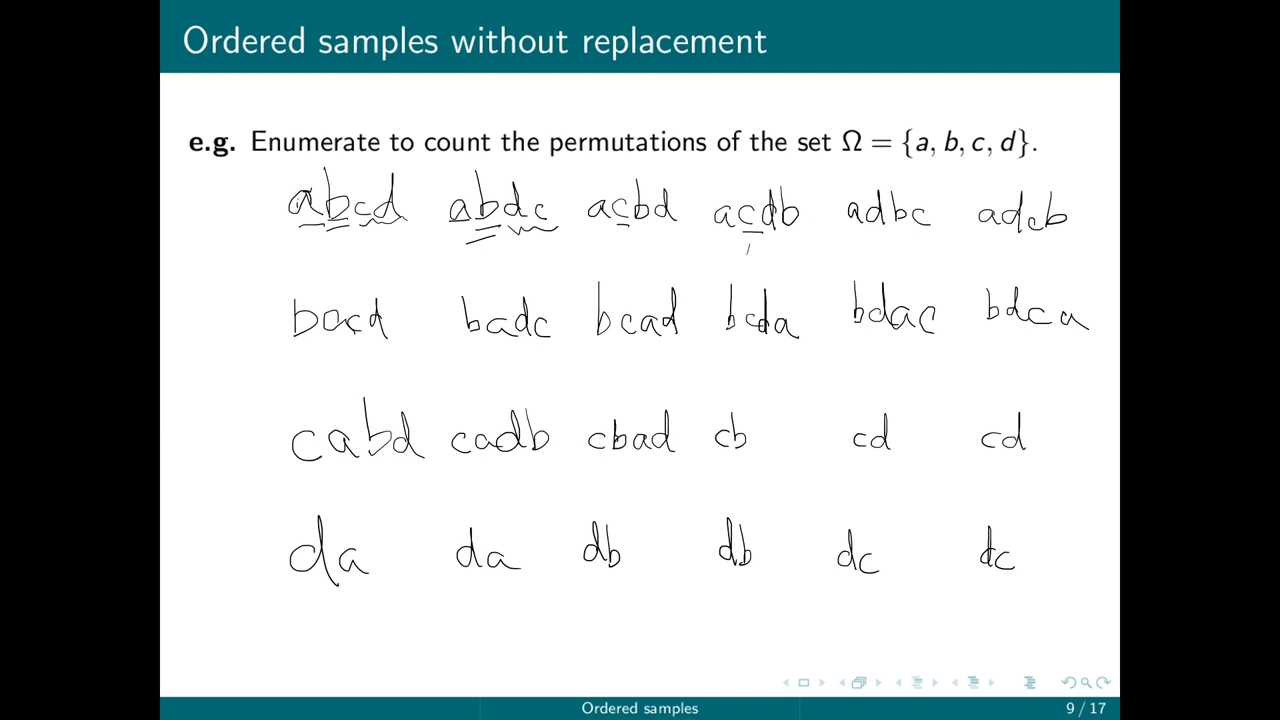 Ordered samples without replacement
e.g. Enumerate to count the permutations of the set Ω = {a, b, c, d}.
abcd abdc acbd acdb adbc adcb
bacd badc bcad bcda bdac bdca
cabd cadb cbad cb cd cd
da da db db dc dc
Ordered samples 9 / 17